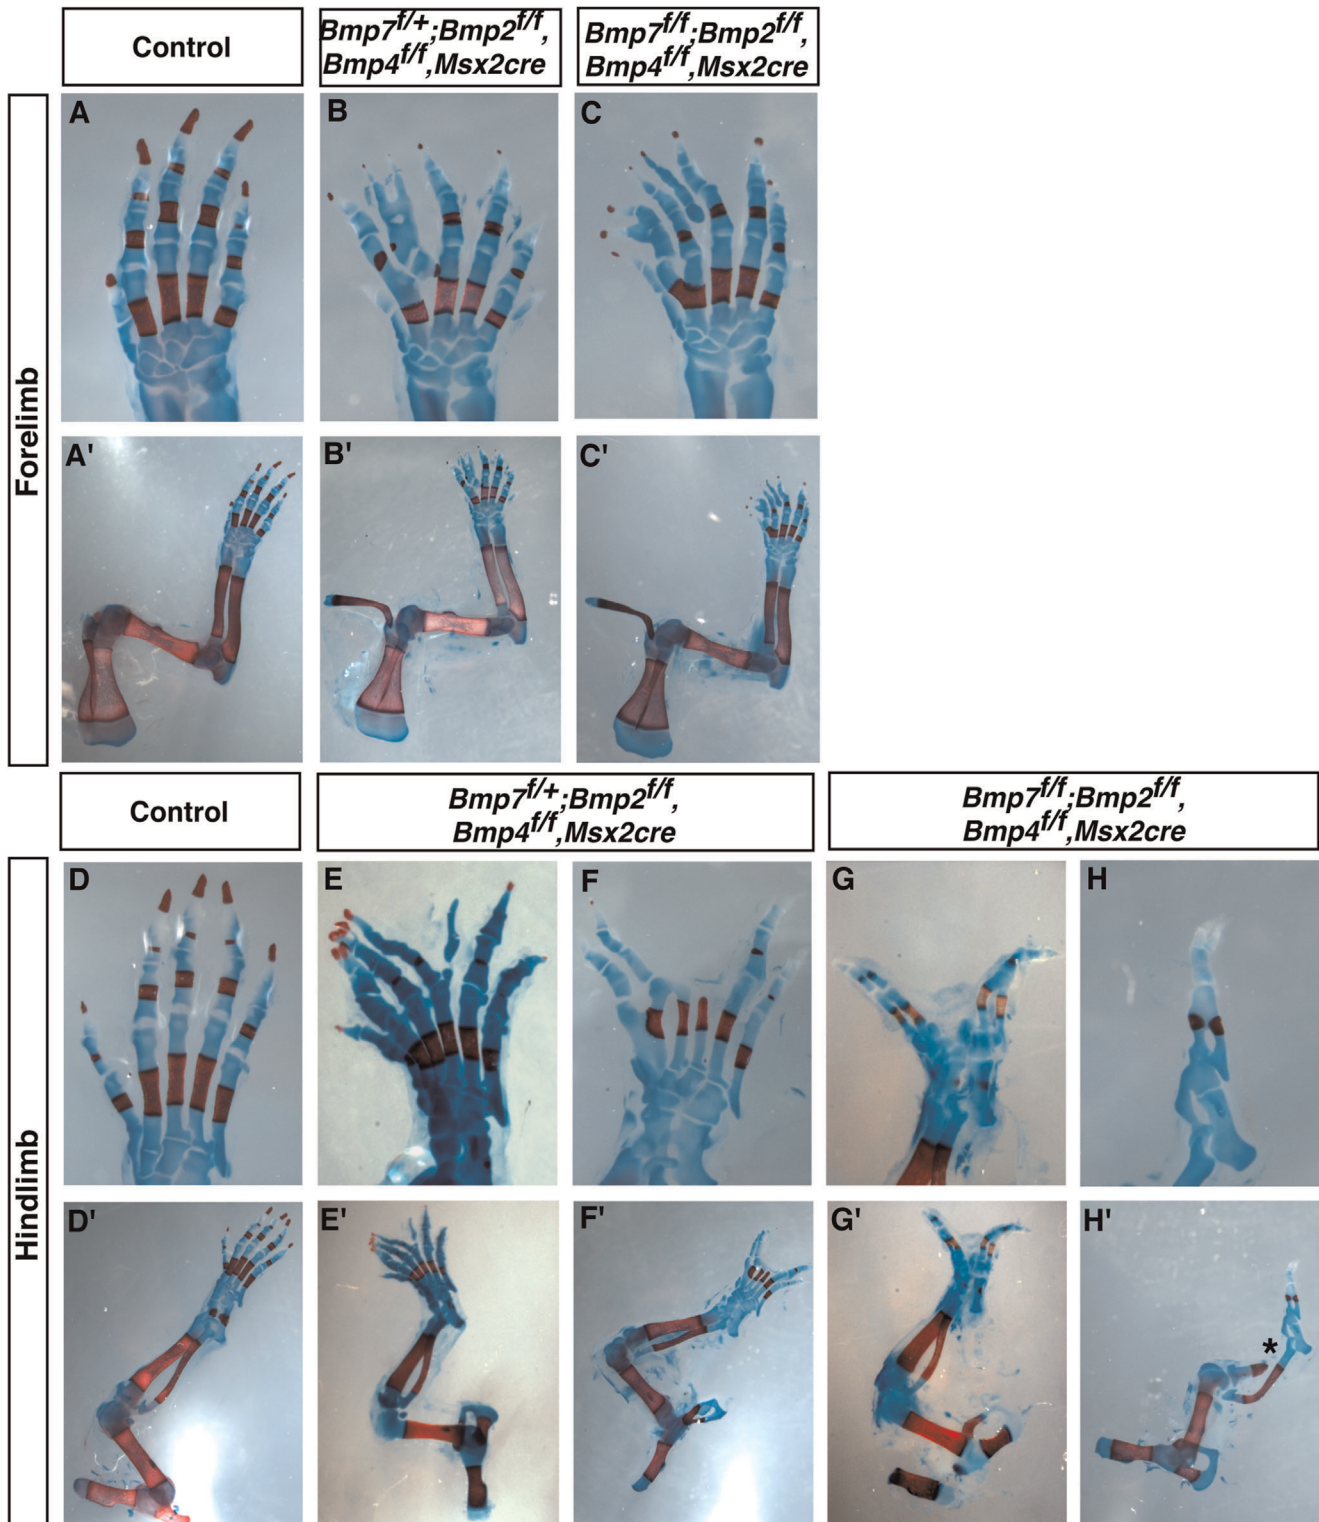 Control
Bmp7f/+;Bmp2f/f,
Bmp4f/f,Msx2cre
Bmp7f/f;Bmp2f/f,
Bmp4f/f,Msx2cre
Forelimb
A
B
C
A'
B'
C'
Control
Bmp7f/+;Bmp2f/f,
Bmp4f/f,Msx2cre
Bmp7f/f;Bmp2f/f,
Bmp4f/f,Msx2cre
Hindlimb
D
E
F
G
H
D'
E'
F'
G'
H'
*